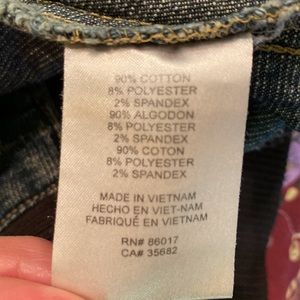 90% COTTON
8% POLYESTER
2% SPANDEX
90% ALGODON
8% POLYESTER
2% SPANDEX
90% COTON
8% POLYESTER
2% SPANDEX
MADE IN VIETNAM
HECHO EN VIET-NAM
FABRIQUÉ EN VIETNAM
RN# 86017
CA# 35682